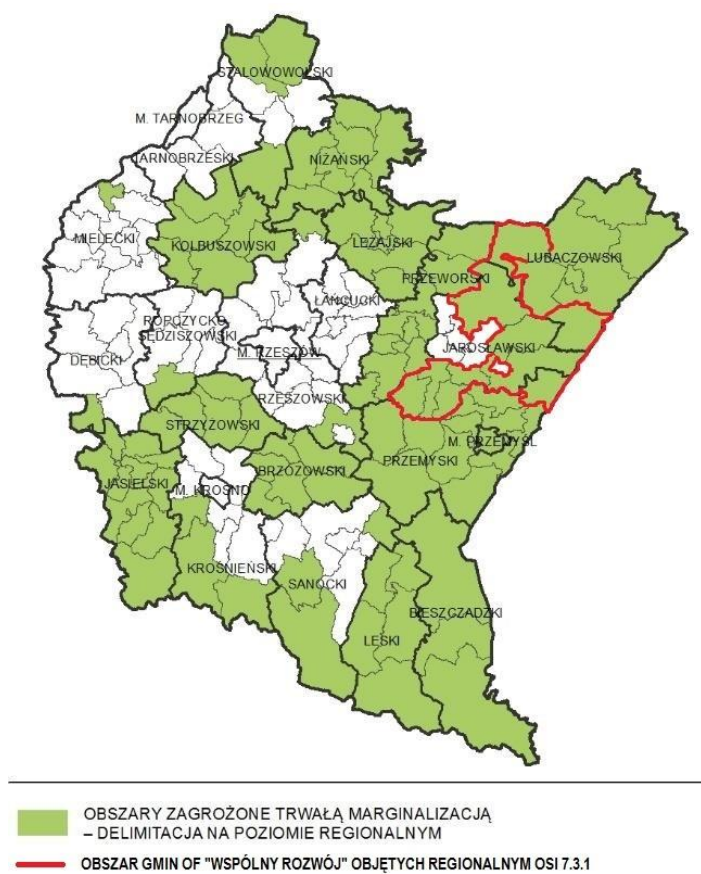 STALOWOWOLSKI
M. TARNOBRZEG
TARNOBRZESKI
NIŻAŃSKI
MIELECKI
KOLBUSZOWSKI
LEŻAJSKI
LUBACZOWSKI
PRZEWORSKI
ŁAŃCUCKI
ROPCZYCKO
SĘDZISZOWSKI
DĘBICKI
M. RZESZÓW
JAROSŁAWSKI
RZESZOWSKI
STRZYŻOWSKI
M. PRZEMYŚL
PRZEMYSKI
BRZOZOWSKI
JASIELSKI
M. KROSNO
KROŚNIEŃSKI
SANOCKI
BIESZCZADZKI
LESKI
OBSZARY ZAGROŻONE TRWAŁĄ MARGINALIZACJĄ
– DELIMITACJA NA POZIOMIE REGIONALNYM
OBSZAR GMIN OF "WSPÓLNY ROZWÓJ" OBJĘTYCH REGIONALNYM OSI 7.3.1